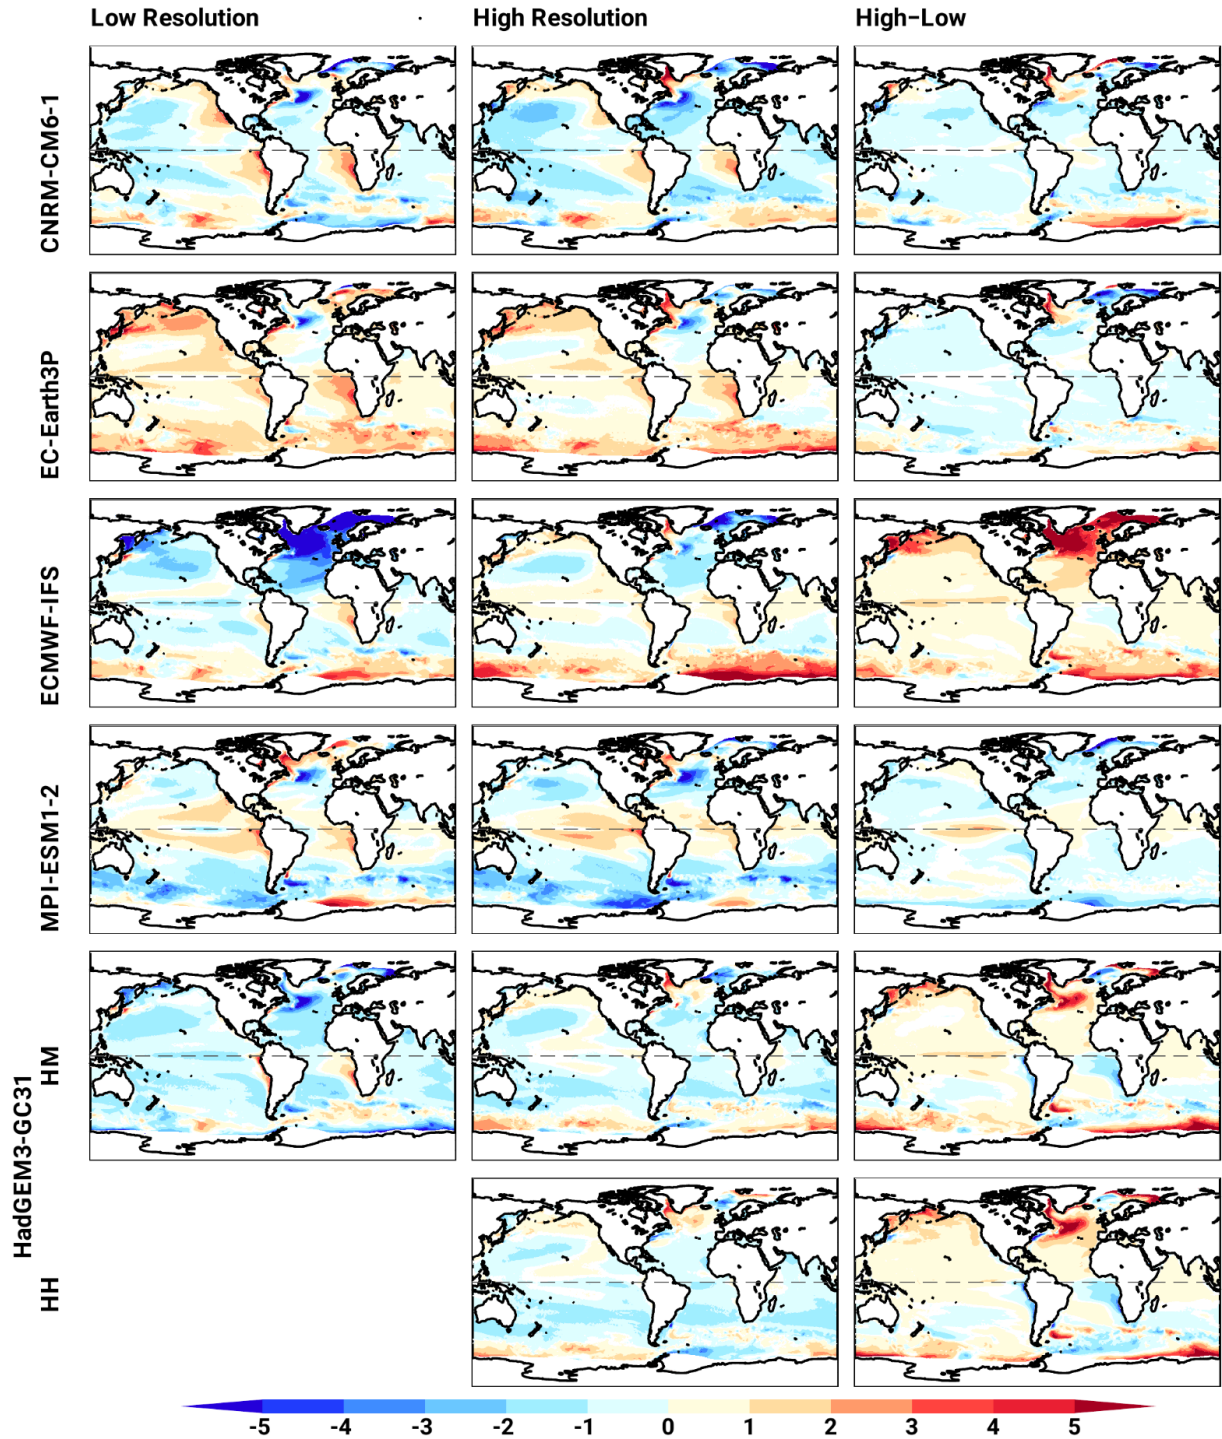 Low Resolution
High Resolution
High-Low
CNRM-CM6-1
EC-Earth3P
ECMWF-IFS
MPI-ESM1-2
HadGEM3-GC31
HM
HH
-5 -4 -3 -2 -1 0 1 2 3 4 5